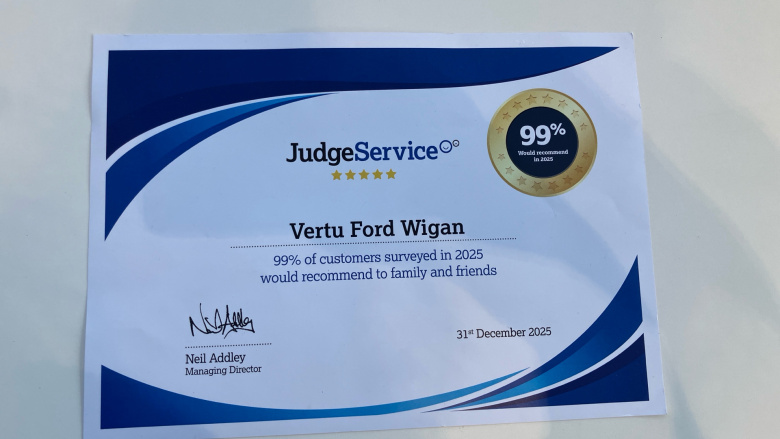 JudgeService
99%
Would recommend
in 2025
Vertu Ford Wigan
99% of customers surveyed in 2025
would recommend to family and friends
Neil Addley
Managing Director
31st December 2025